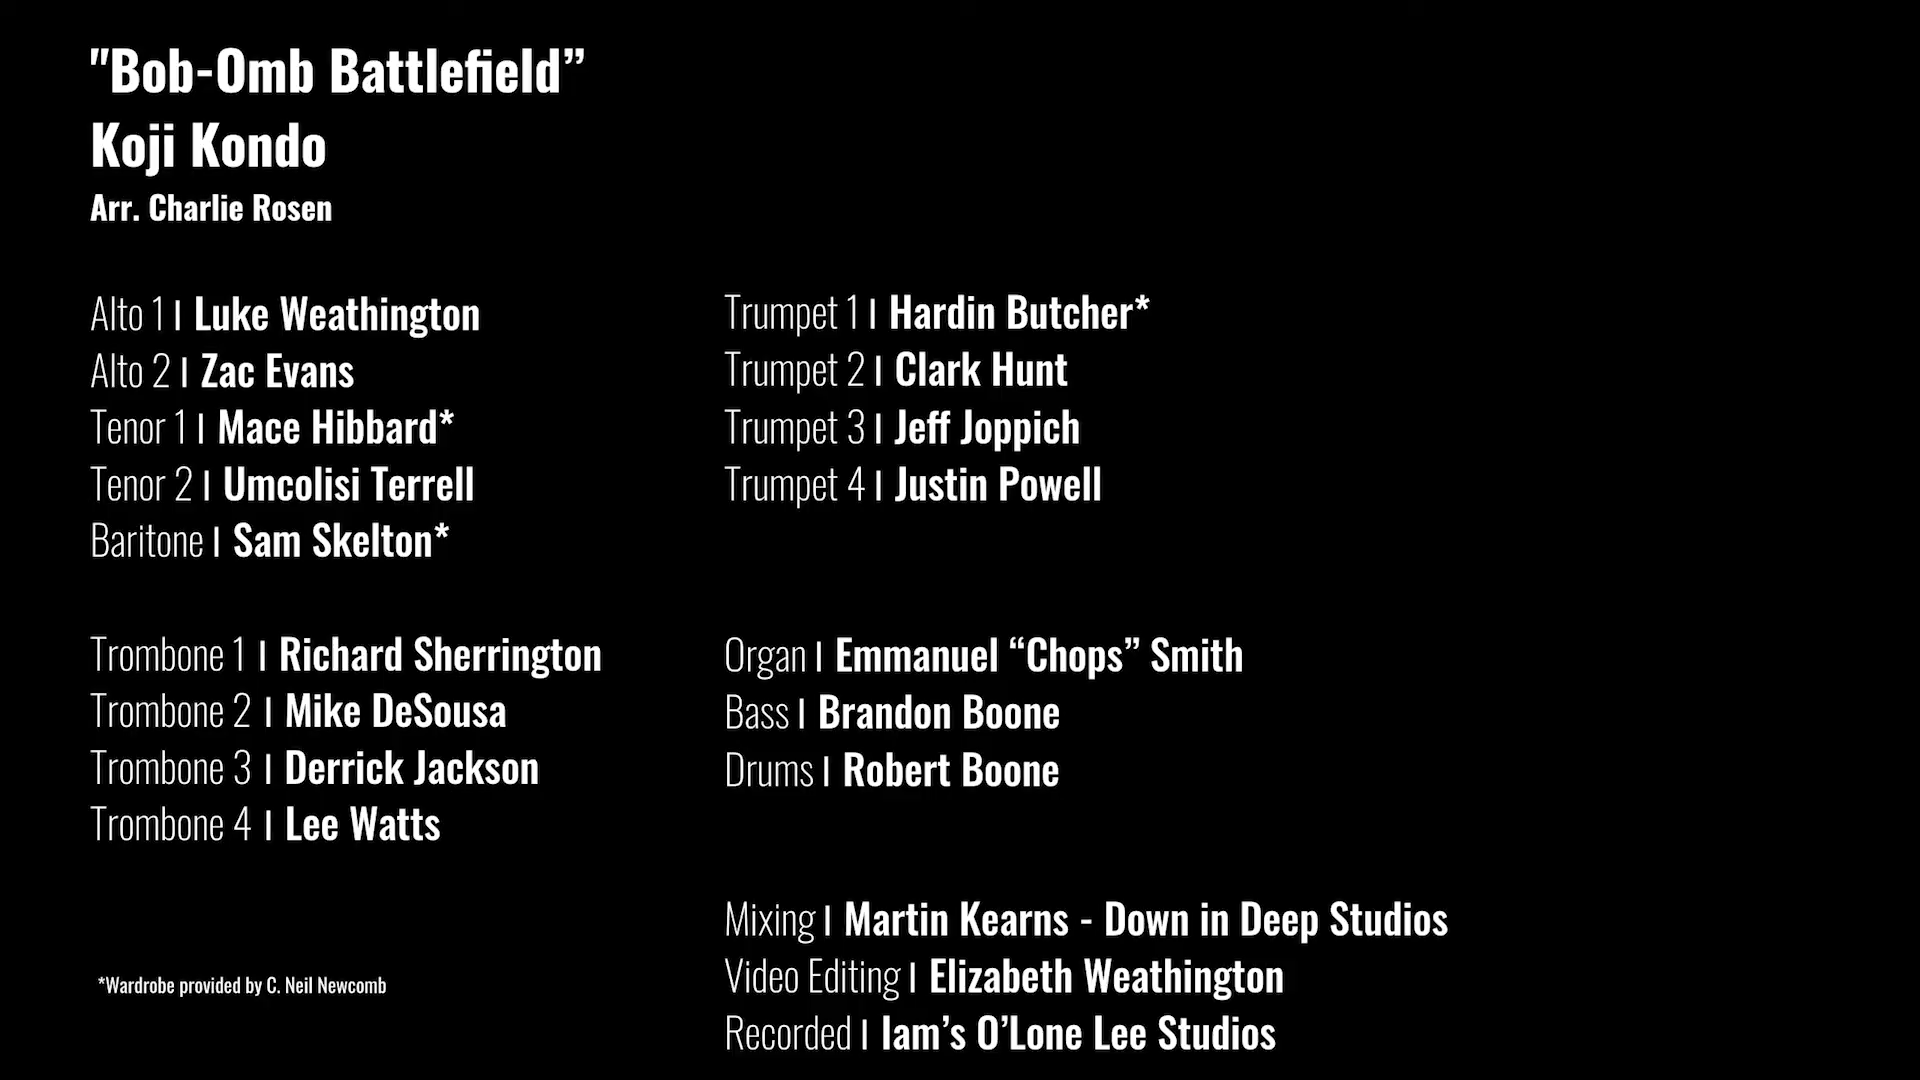 "Bob-Omb Battlefield”
Koji Kondo
Arr. Charlie Rosen
Alto 1 | Luke Weathington
Alto 2 | Zac Evans
Tenor 1 | Mace Hibbard*
Tenor 2 | Umcolisi Terrell
Baritone | Sam Skelton*
Trumpet 1 | Hardin Butcher*
Trumpet 2 | Clark Hunt
Trumpet 3 | Jeff Joppich
Trumpet 4 | Justin Powell
Trombone 1 | Richard Sherrington
Trombone 2 | Mike DeSousa
Trombone 3 | Derrick Jackson
Trombone 4 | Lee Watts
Organ | Emmanuel “Chops” Smith
Bass | Brandon Boone
Drums | Robert Boone
*Wardrobe provided by C. Neil Newcomb
Mixing | Martin Kearns - Down in Deep Studios
Video Editing | Elizabeth Weathington
Recorded | Iam’s O’Lone Lee Studios